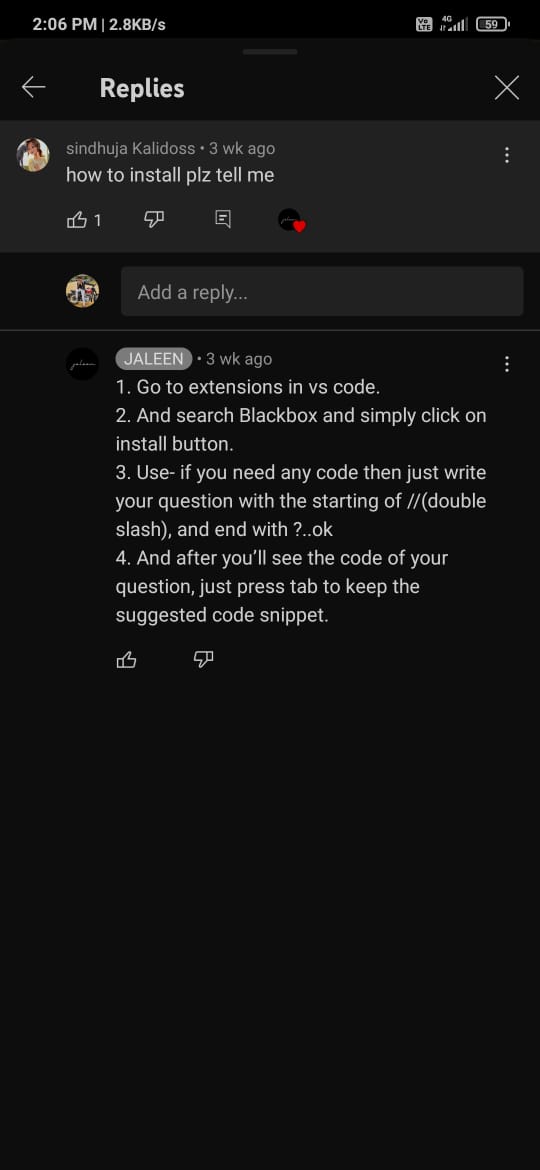 2:06 PM | 2.8KB/s
Vo LTE 4G 59
Replies
sindhuja Kalidoss • 3 wk ago
how to install plz tell me
1
Add a reply...
JALEEN • 3 wk ago
1. Go to extensions in vs code.
2. And search Blackbox and simply click on
install button.
3. Use- if you need any code then just write
your question with the starting of //(double
slash), and end with ?..ok
4. And after you’ll see the code of your
question, just press tab to keep the
suggested code snippet.